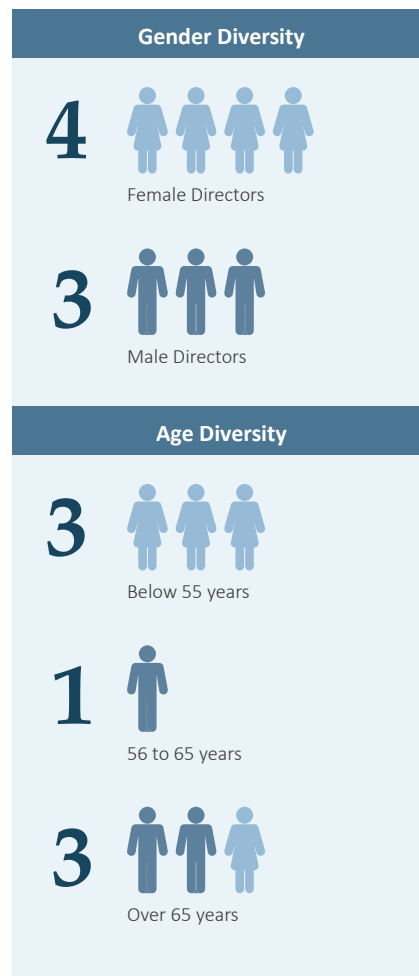 Gender Diversity
4
Female Directors
3
Male Directors
Age Diversity
3
Below 55 years
1
56 to 65 years
3
Over 65 years